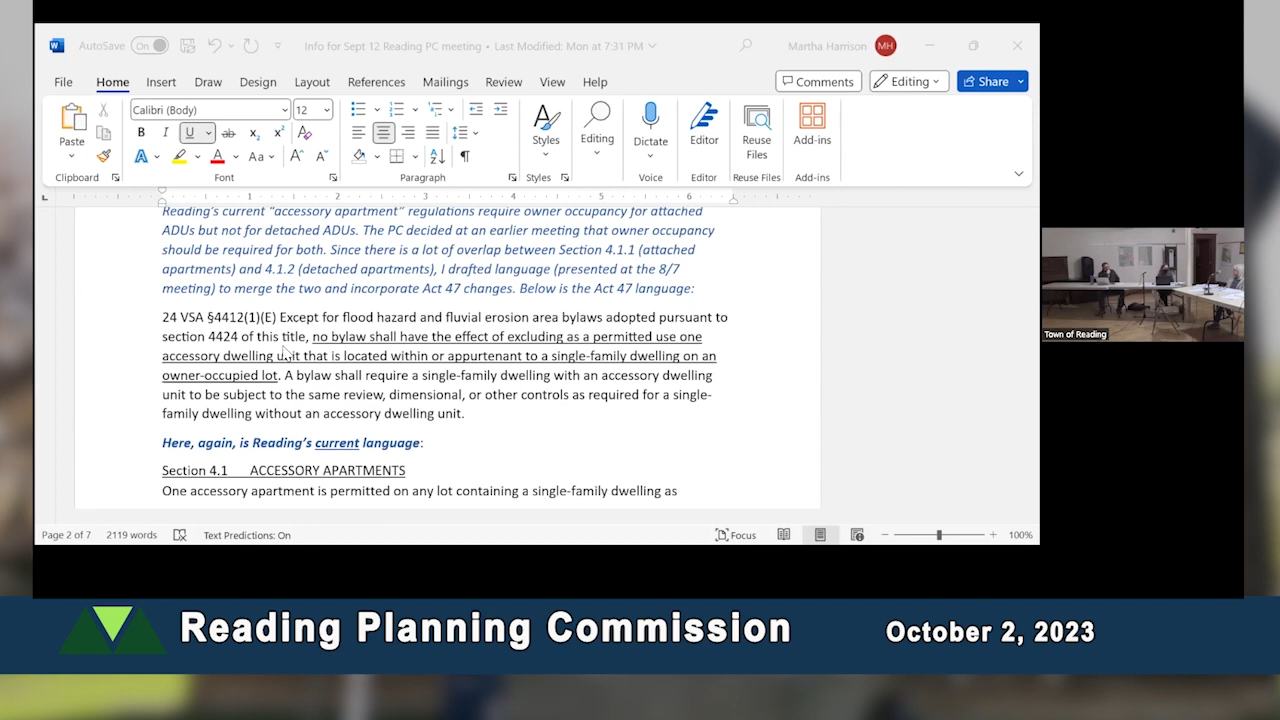 AutoSave On Info for Sept 12 Reading PC meeting • Last Modified: Mon at 7:31 PM Martha Harrison MH
File Home Insert Draw Design Layout References Mailings Review View Help Comments Editing Share
Calibri (Body) 12
Paste B I U ab x₂ x² Styles Editing Dictate Editor Reuse Files Add-ins
A A Aa A A
Clipboard Font Paragraph Styles Voice Editor Reuse Files Add-ins
1 2 3 4 5 6
Reading's current "accessory apartment" regulations require owner occupancy for attached
ADUs but not for detached ADUs. The PC decided at an earlier meeting that owner occupancy
should be required for both. Since there is a lot of overlap between Section 4.1.1 (attached
apartments) and 4.1.2 (detached apartments), I drafted language (presented at the 8/7
meeting) to merge the two and incorporate Act 47 changes. Below is the Act 47 language:
24 VSA §4412(1)(E) Except for flood hazard and fluvial erosion area bylaws adopted pursuant to
section 4424 of this title, no bylaw shall have the effect of excluding as a permitted use one
accessory dwelling unit that is located within or appurtenant to a single-family dwelling on an
owner-occupied lot. A bylaw shall require a single-family dwelling with an accessory dwelling
unit to be subject to the same review, dimensional, or other controls as required for a single-
family dwelling without an accessory dwelling unit.
Here, again, is Reading's current language:
Section 4.1 ACCESSORY APARTMENTS
One accessory apartment is permitted on any lot containing a single-family dwelling as
Page 2 of 7 2119 words Text Predictions: On Focus 100%
Town of Reading
Reading Planning Commission October 2, 2023